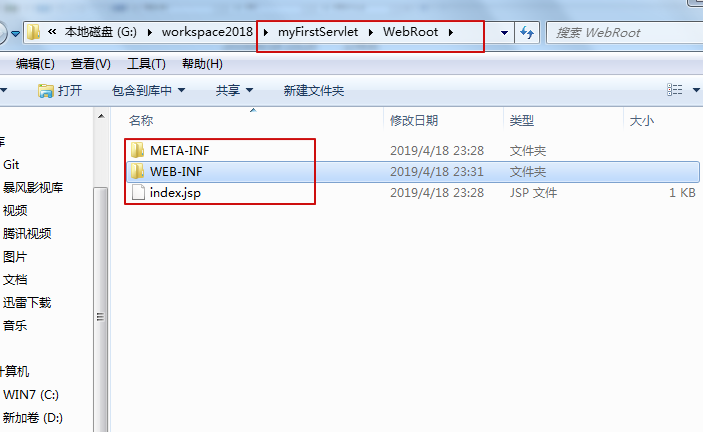 « 本地磁盘 (G:) workspace2018 myFirstServlet WebRoot 搜索 WebRoot
编辑(E) 查看(V) 工具(T) 帮助(H)
打开 包含到库中 共享 新建文件夹
名称 修改日期 类型 大小
META-INF 2019/4/18 23:28 文件夹
WEB-INF 2019/4/18 23:31 文件夹
index.jsp 2019/4/18 23:28 JSP 文件 1 KB
库
Git
暴风影视库
视频
腾讯视频
图片
文档
迅雷下载
音乐
计算机
WIN7 (C:)
新加卷 (D:)